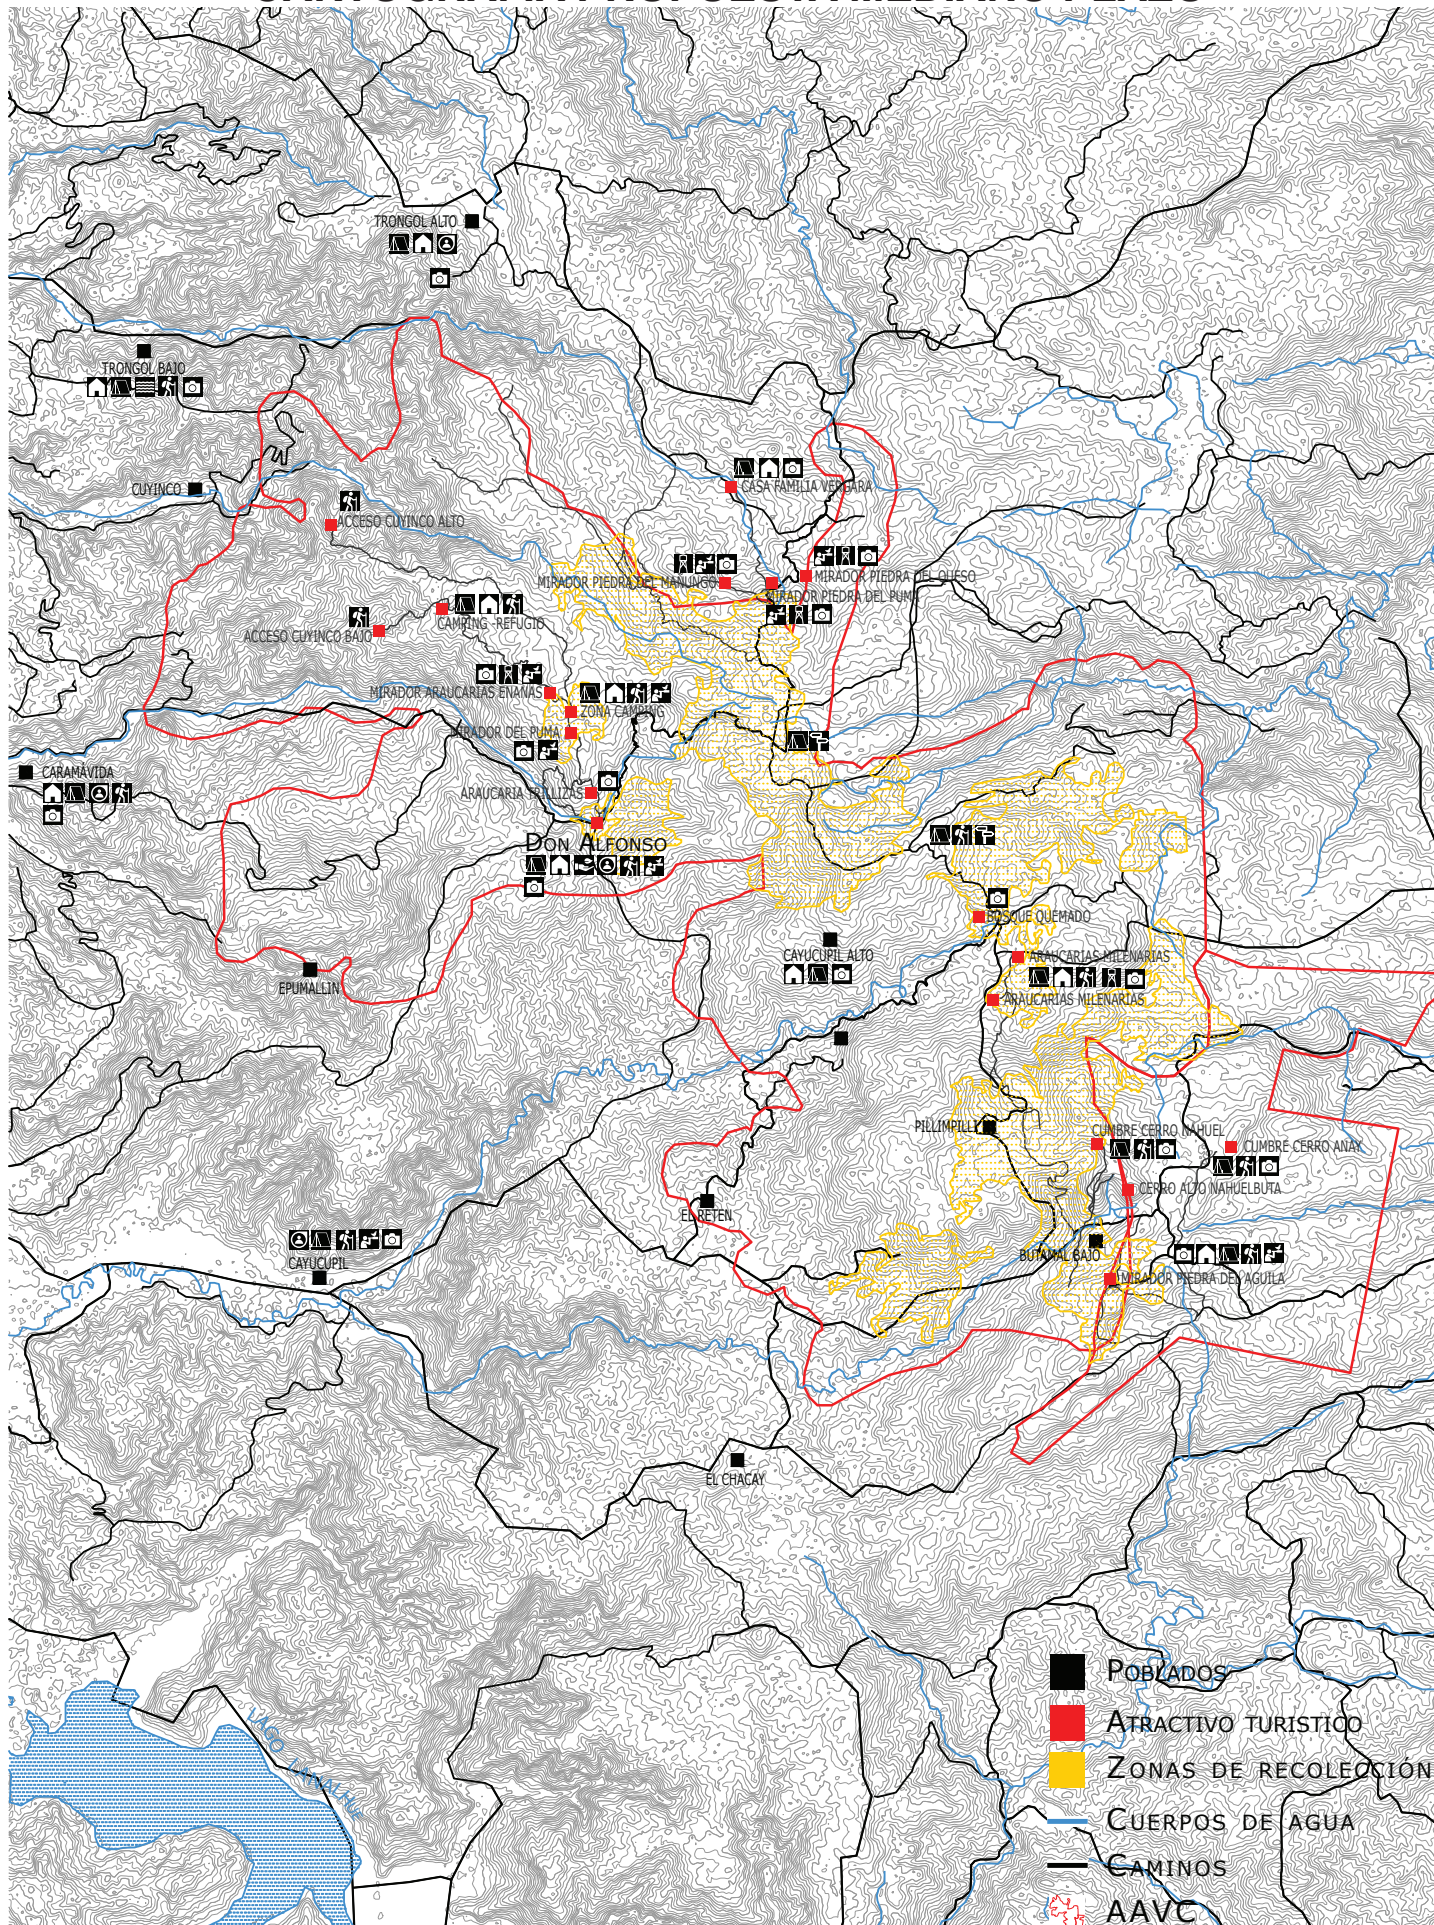 TRONGOL ALTO
TRONGOL BAJO
CUYINCO
CASA FAMILIA VERGARA
ACCESO CUYINCO ALTO
MIRADOR PIEDRA DEL MANUNGO
MIRADOR PIEDRA DEL QUESO
MIRADOR PIEDRA DEL PUMA
CAMPING -REFUGIO
ACCESO CUYINCO BAJO
MIRADOR ARAUCARIAS ENANAS
ZONA CAMPING
MIRADOR DEL PUMA
CARAMÁVIDA
ARAUCARIA TRILLIZAS
DON ALFONSO
BOSQUE QUEMADO
CAYUCUPIL ALTO
ARAUCARIAS MILENARIAS
EPUMALLIN
ARAUCARIAS MILENARIAS
PILLIMPILLI
CUMBRE CERRO NAHUEL
CUMBRE CERRO ANAY
CERRO ALTO NAHUELBUTA
EL RETEN
BUTAMAL BAJO
CAYUCUPIL
MIRADOR PIEDRA DEL AGUILA
EL CHACAY
POBLADOS
LAGO LANALHUE
ATRACTIVO TURISTICO
ZONAS DE RECOLECCIÓN
CUERPOS DE AGUA
CAMINOS
AAVC